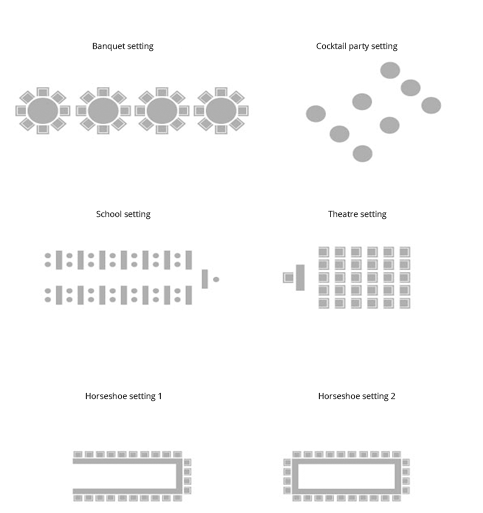 Banquet setting
Cocktail party setting
School setting
Theatre setting
Horseshoe setting 1
Horseshoe setting 2